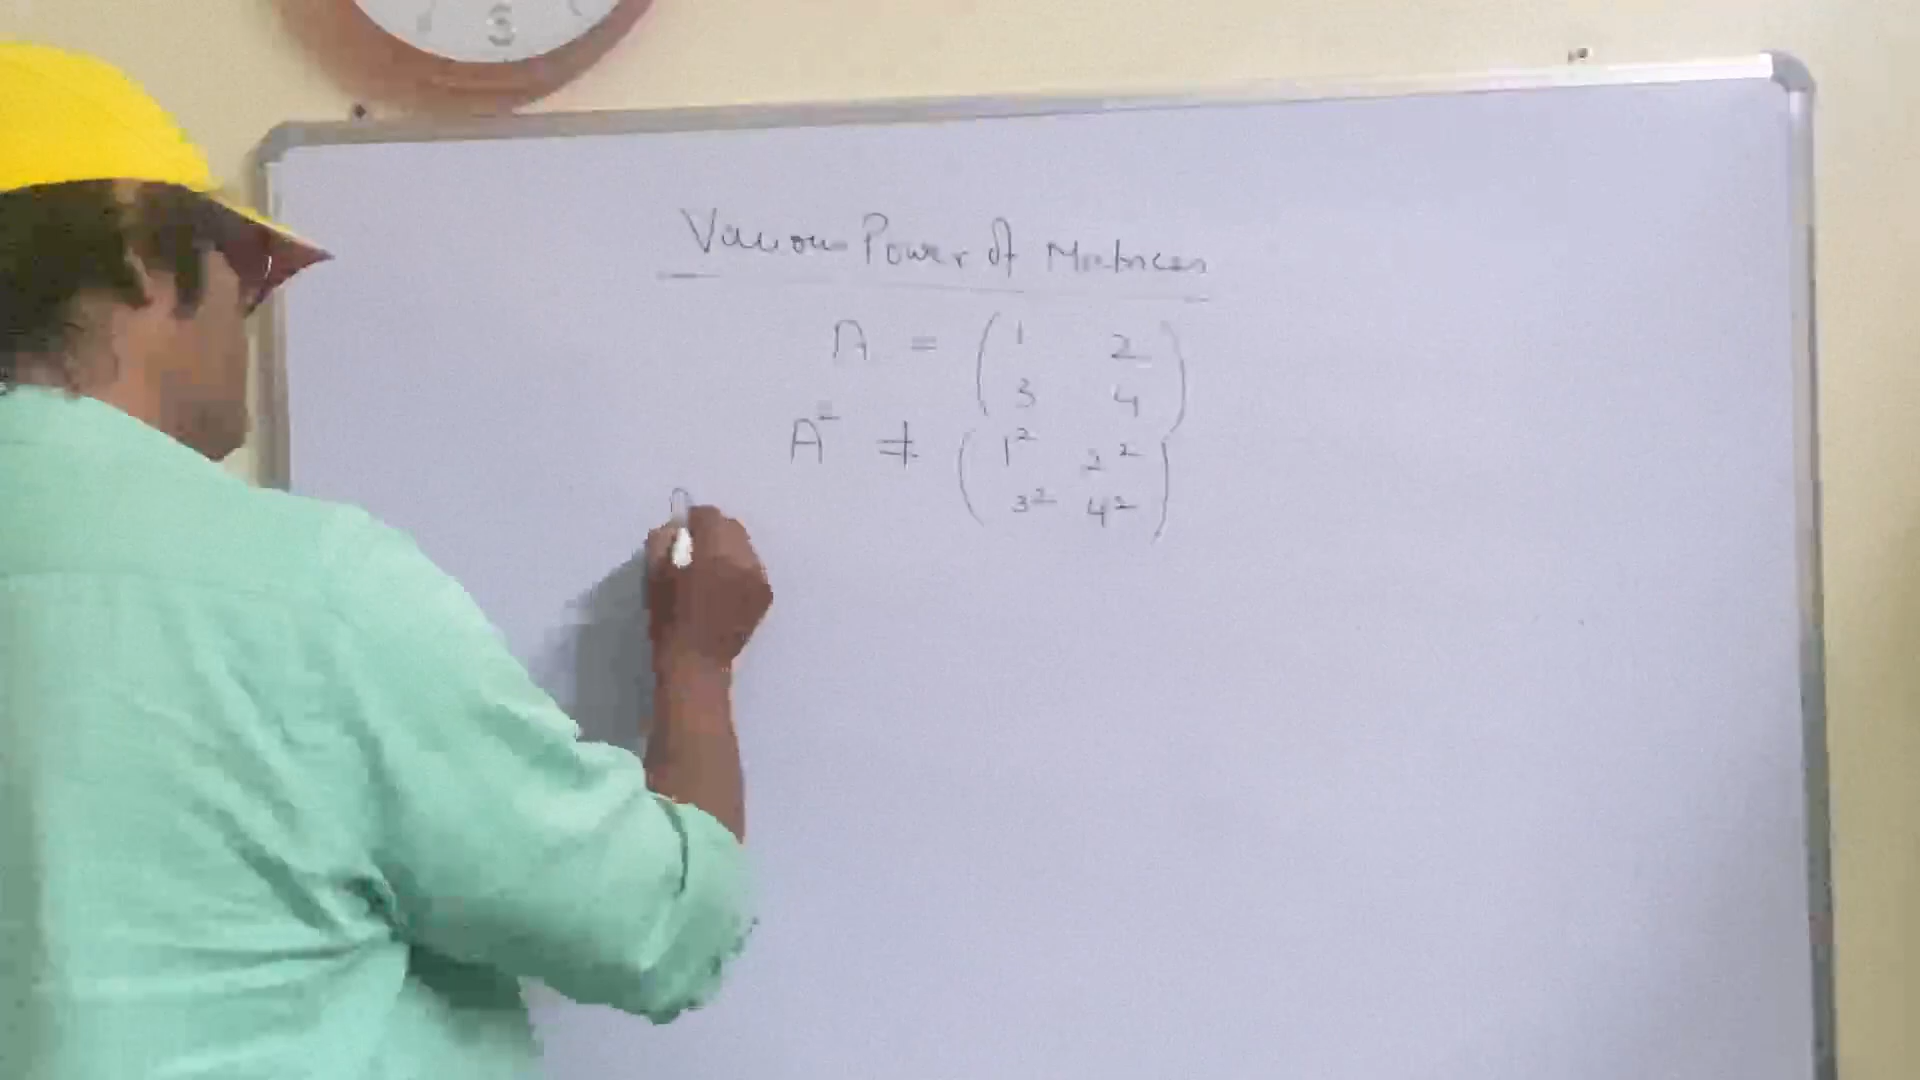 Various Power of Matrices
A = ( 1 2
3 4 )
A² ≠ ( 1² 2²
3² 4² )